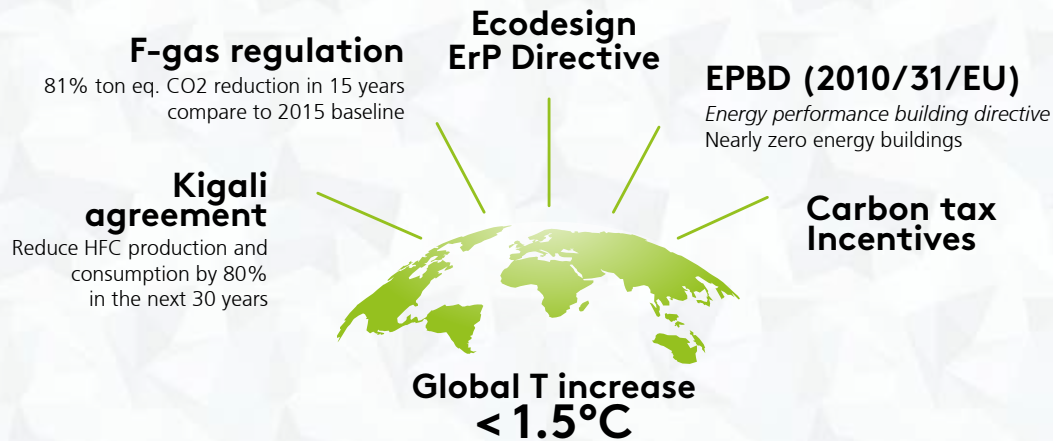 Kigali
agreement
Reduce HFC production and
consumption by 80%
in the next 30 years
F-gas regulation
81% ton eq. CO2 reduction in 15 years
compare to 2015 baseline
Ecodesign
ErP Directive
EPBD (2010/31/EU)
Energy performance building directive
Nearly zero energy buildings
Carbon tax
Incentives
Global T increase
< 1.5°C